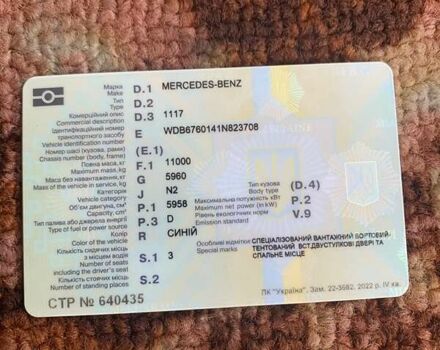 Марка D.1 MERCEDES-BENZ
Make
Тип D.2
Type
Комерційний опис D.3 1117
Commercial description
Ідентифікаційний номер
транспортного засобу E WDB6760141N823708
Vehicle identification number
Номер шасі (кузова, рами) (E.1)
Chassis number (body, frame)
Повна маса, кг F.1 11000
Maximum mass, kg
Маса без навантаження, кг G 5960
Mass of the vehicle in service, kg
Категорія J N2 Тип кузова (D.4)
Vehicle category Body type
Об'єм двигуна, см³ P.1 5958 Максимальна потужність кВт P.2
Capacity, cm³ Maximum net power (in kW)
Тип палива або джерела енергії P.3 D Рівень екологічних норм V.9
Type of fuel or power source Emission standard
Колір R СИНІЙ
Color of the vehicle
Кількість сидячих місць
з місцем водія S.1 3
Number of seats,
including the driver's seat
Кількість стоячих місць S.2
Number of standing places
Особливі відмітки: СПЕЦІАЛІЗОВАНИЙ ВАНТАЖНИЙ БОРТОВИЙ-
Special marks ТЕНТОВАНИЙ ВСТ.ДВУСТУЛКОВІ ДВЕРІ ТА
СПАЛЬНЕ МІСЦЕ
СТР № 640435
ПК "Україна". Зам. 22-3582. 2022 р. IV кв.